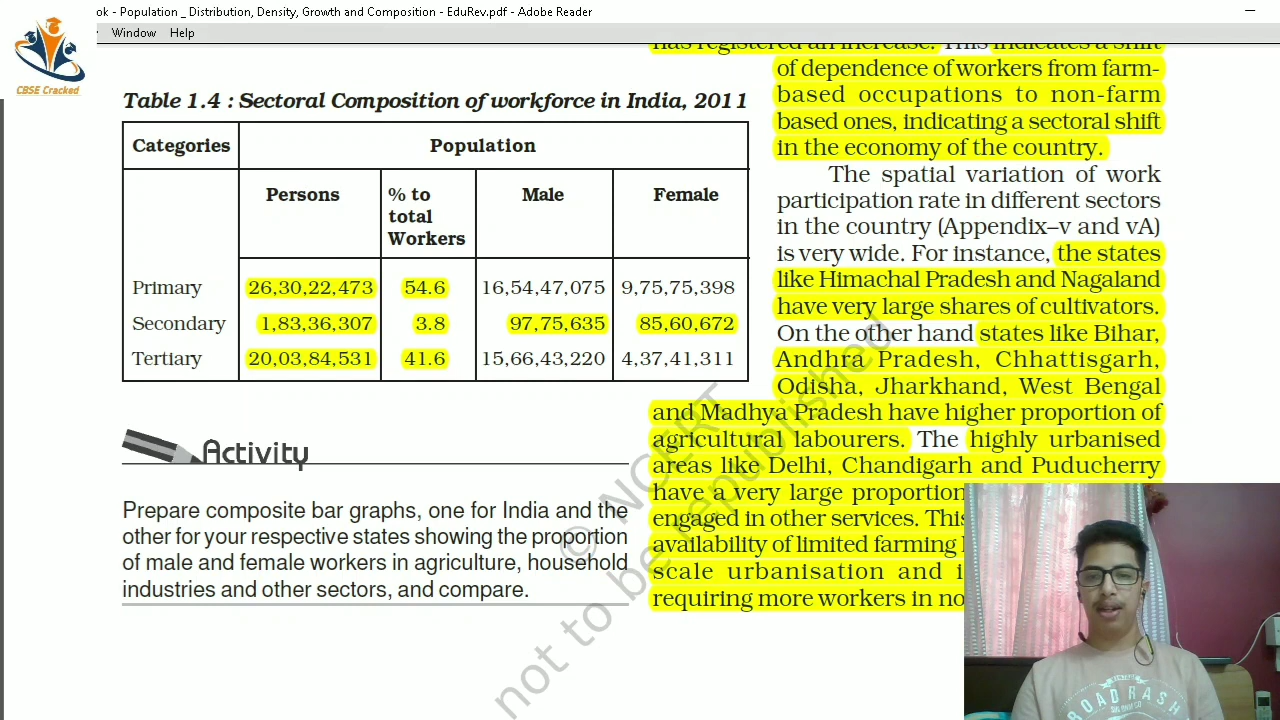 ok - Population _ Distribution, Density, Growth and Composition - EduRev.pdf - Adobe Reader
Window Help
CBSE Cracked
has registered an increase. This indicates a shift
of dependence of workers from farm-
based occupations to non-farm
based ones, indicating a sectoral shift
in the economy of the country.
Table 1.4 : Sectoral Composition of workforce in India, 2011
Categories Population
Persons % to total Workers Male Female
Primary 26,30,22,473 54.6 16,54,47,075 9,75,75,398
Secondary 1,83,36,307 3.8 97,75,635 85,60,672
Tertiary 20,03,84,531 41.6 15,66,43,220 4,37,41,311
The spatial variation of work
participation rate in different sectors
in the country (Appendix–v and vA)
is very wide. For instance, the states
like Himachal Pradesh and Nagaland
have very large shares of cultivators.
On the other hand states like Bihar,
Andhra Pradesh, Chhattisgarh,
Odisha, Jharkhand, West Bengal
and Madhya Pradesh have higher proportion of
agricultural labourers. The highly urbanised
areas like Delhi, Chandigarh and Puducherry
have a very large proportion
engaged in other services. This
availability of limited farming
scale urbanisation and
requiring more workers in
Activity
Prepare composite bar graphs, one for India and the
other for your respective states showing the proportion
of male and female workers in agriculture, household
industries and other sectors, and compare.
© NCERT
not to be republished
ROAD RASH